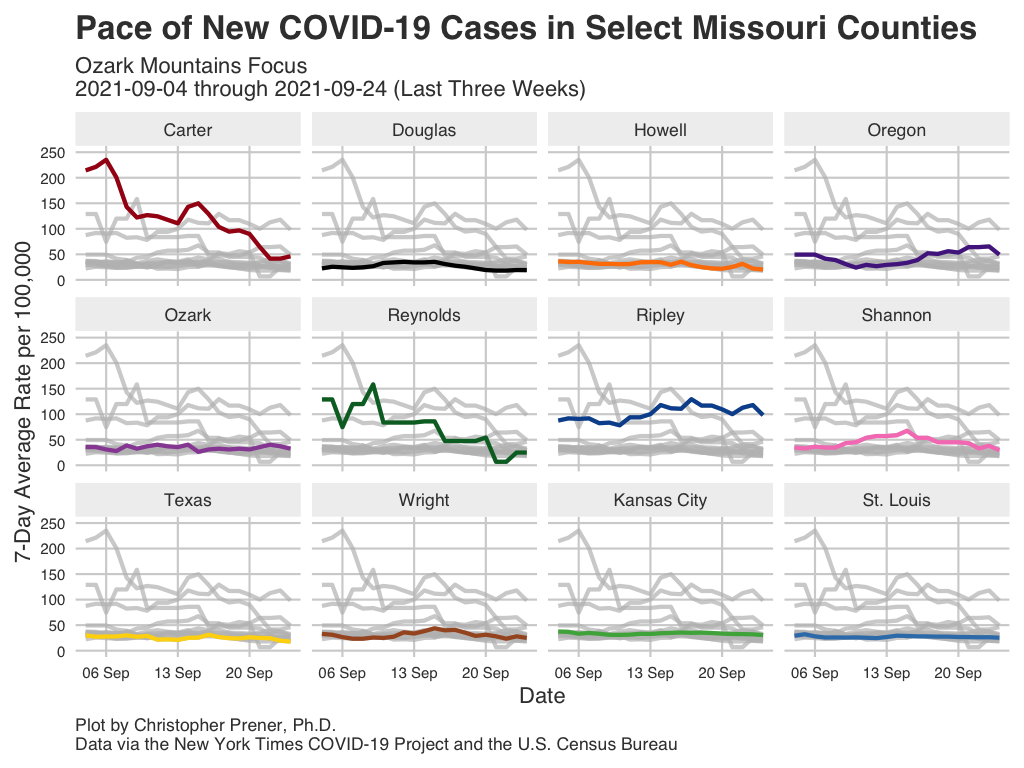 Pace of New COVID-19 Cases in Select Missouri Counties
Ozark Mountains Focus
2021-09-04 through 2021-09-24 (Last Three Weeks)
Carter Douglas Howell Oregon
250
200
150
100
50
0
Ozark Reynolds Ripley Shannon
250
200
150
100
50
0
Texas Wright Kansas City St. Louis
250
200
150
100
50
0
7-Day Average Rate per 100,000
06 Sep 13 Sep 20 Sep 06 Sep 13 Sep 20 Sep 06 Sep 13 Sep 20 Sep 06 Sep 13 Sep 20 Sep
Date
Plot by Christopher Prener, Ph.D.
Data via the New York Times COVID-19 Project and the U.S. Census Bureau